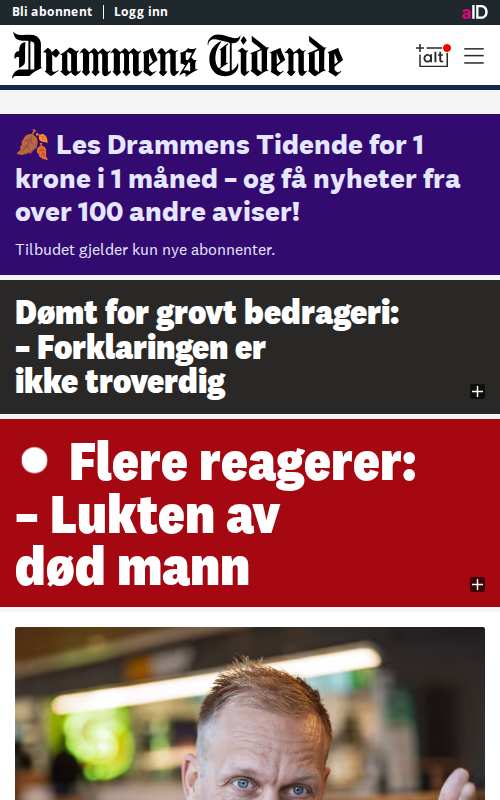 Bli abonnent | Logg inn
aID
Drammens Tidende
+alt
Les Drammens Tidende for 1
krone i 1 måned – og få nyheter fra
over 100 andre aviser!
Tilbudet gjelder kun nye abonnenter.
Dømt for grovt bedrageri:
– Forklaringen er
ikke troverdig
+
Flere reagerer:
– Lukten av
død mann
+